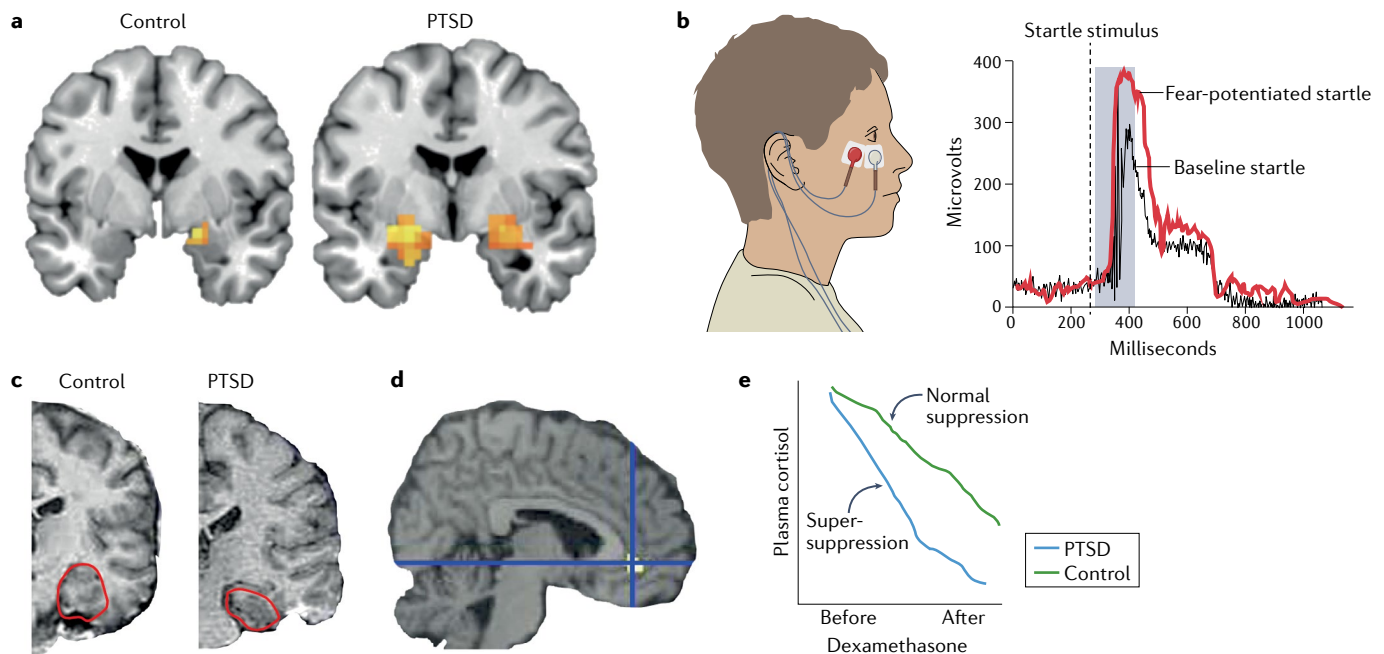 a
Control
PTSD
b
Startle stimulus
400
300
200
100
0
Microvolts
Fear-potentiated startle
Baseline startle
0
200
400
600
800
1000
Milliseconds
c
Control
PTSD
d
e
Plasma cortisol
Normal
suppression
Super-
suppression
PTSD
Control
Before
After
Dexamethasone